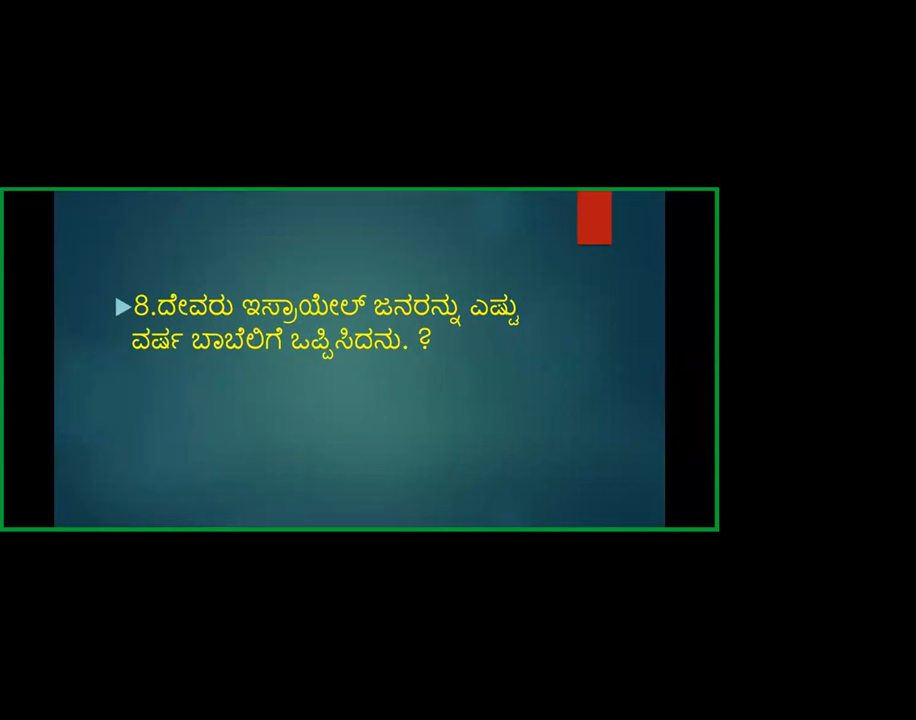 8.ದೇವರು ಇಸ್ರಾಯೇಲ್ ಜನರನ್ನು ಎಷ್ಟು
ವರ್ಷ ಬಾಬೆಲಿಗೆ ಒಪ್ಪಿಸಿದನು. ?